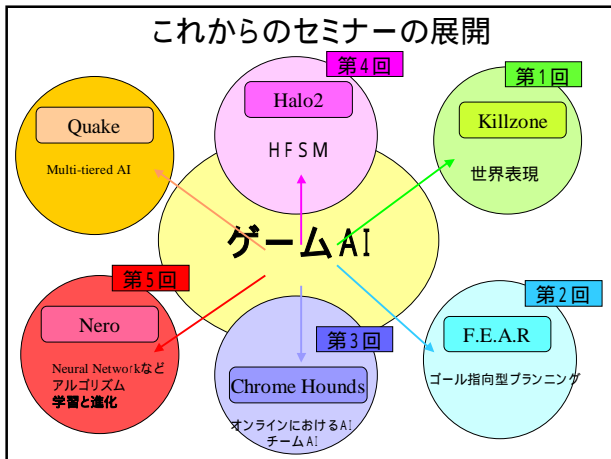 これからのセミナーの展開
第4回
Halo2
HFSM
第1回
Killzone
世界表現
Quake
Multi-tiered AI
ゲームAI
第5回
Nero
Neural Networkなど
アルゴリズム
学習と進化
第3回
Chrome Hounds
オンラインにおけるAI
チームAI
第2回
F.E.A.R
ゴール指向型プランニング